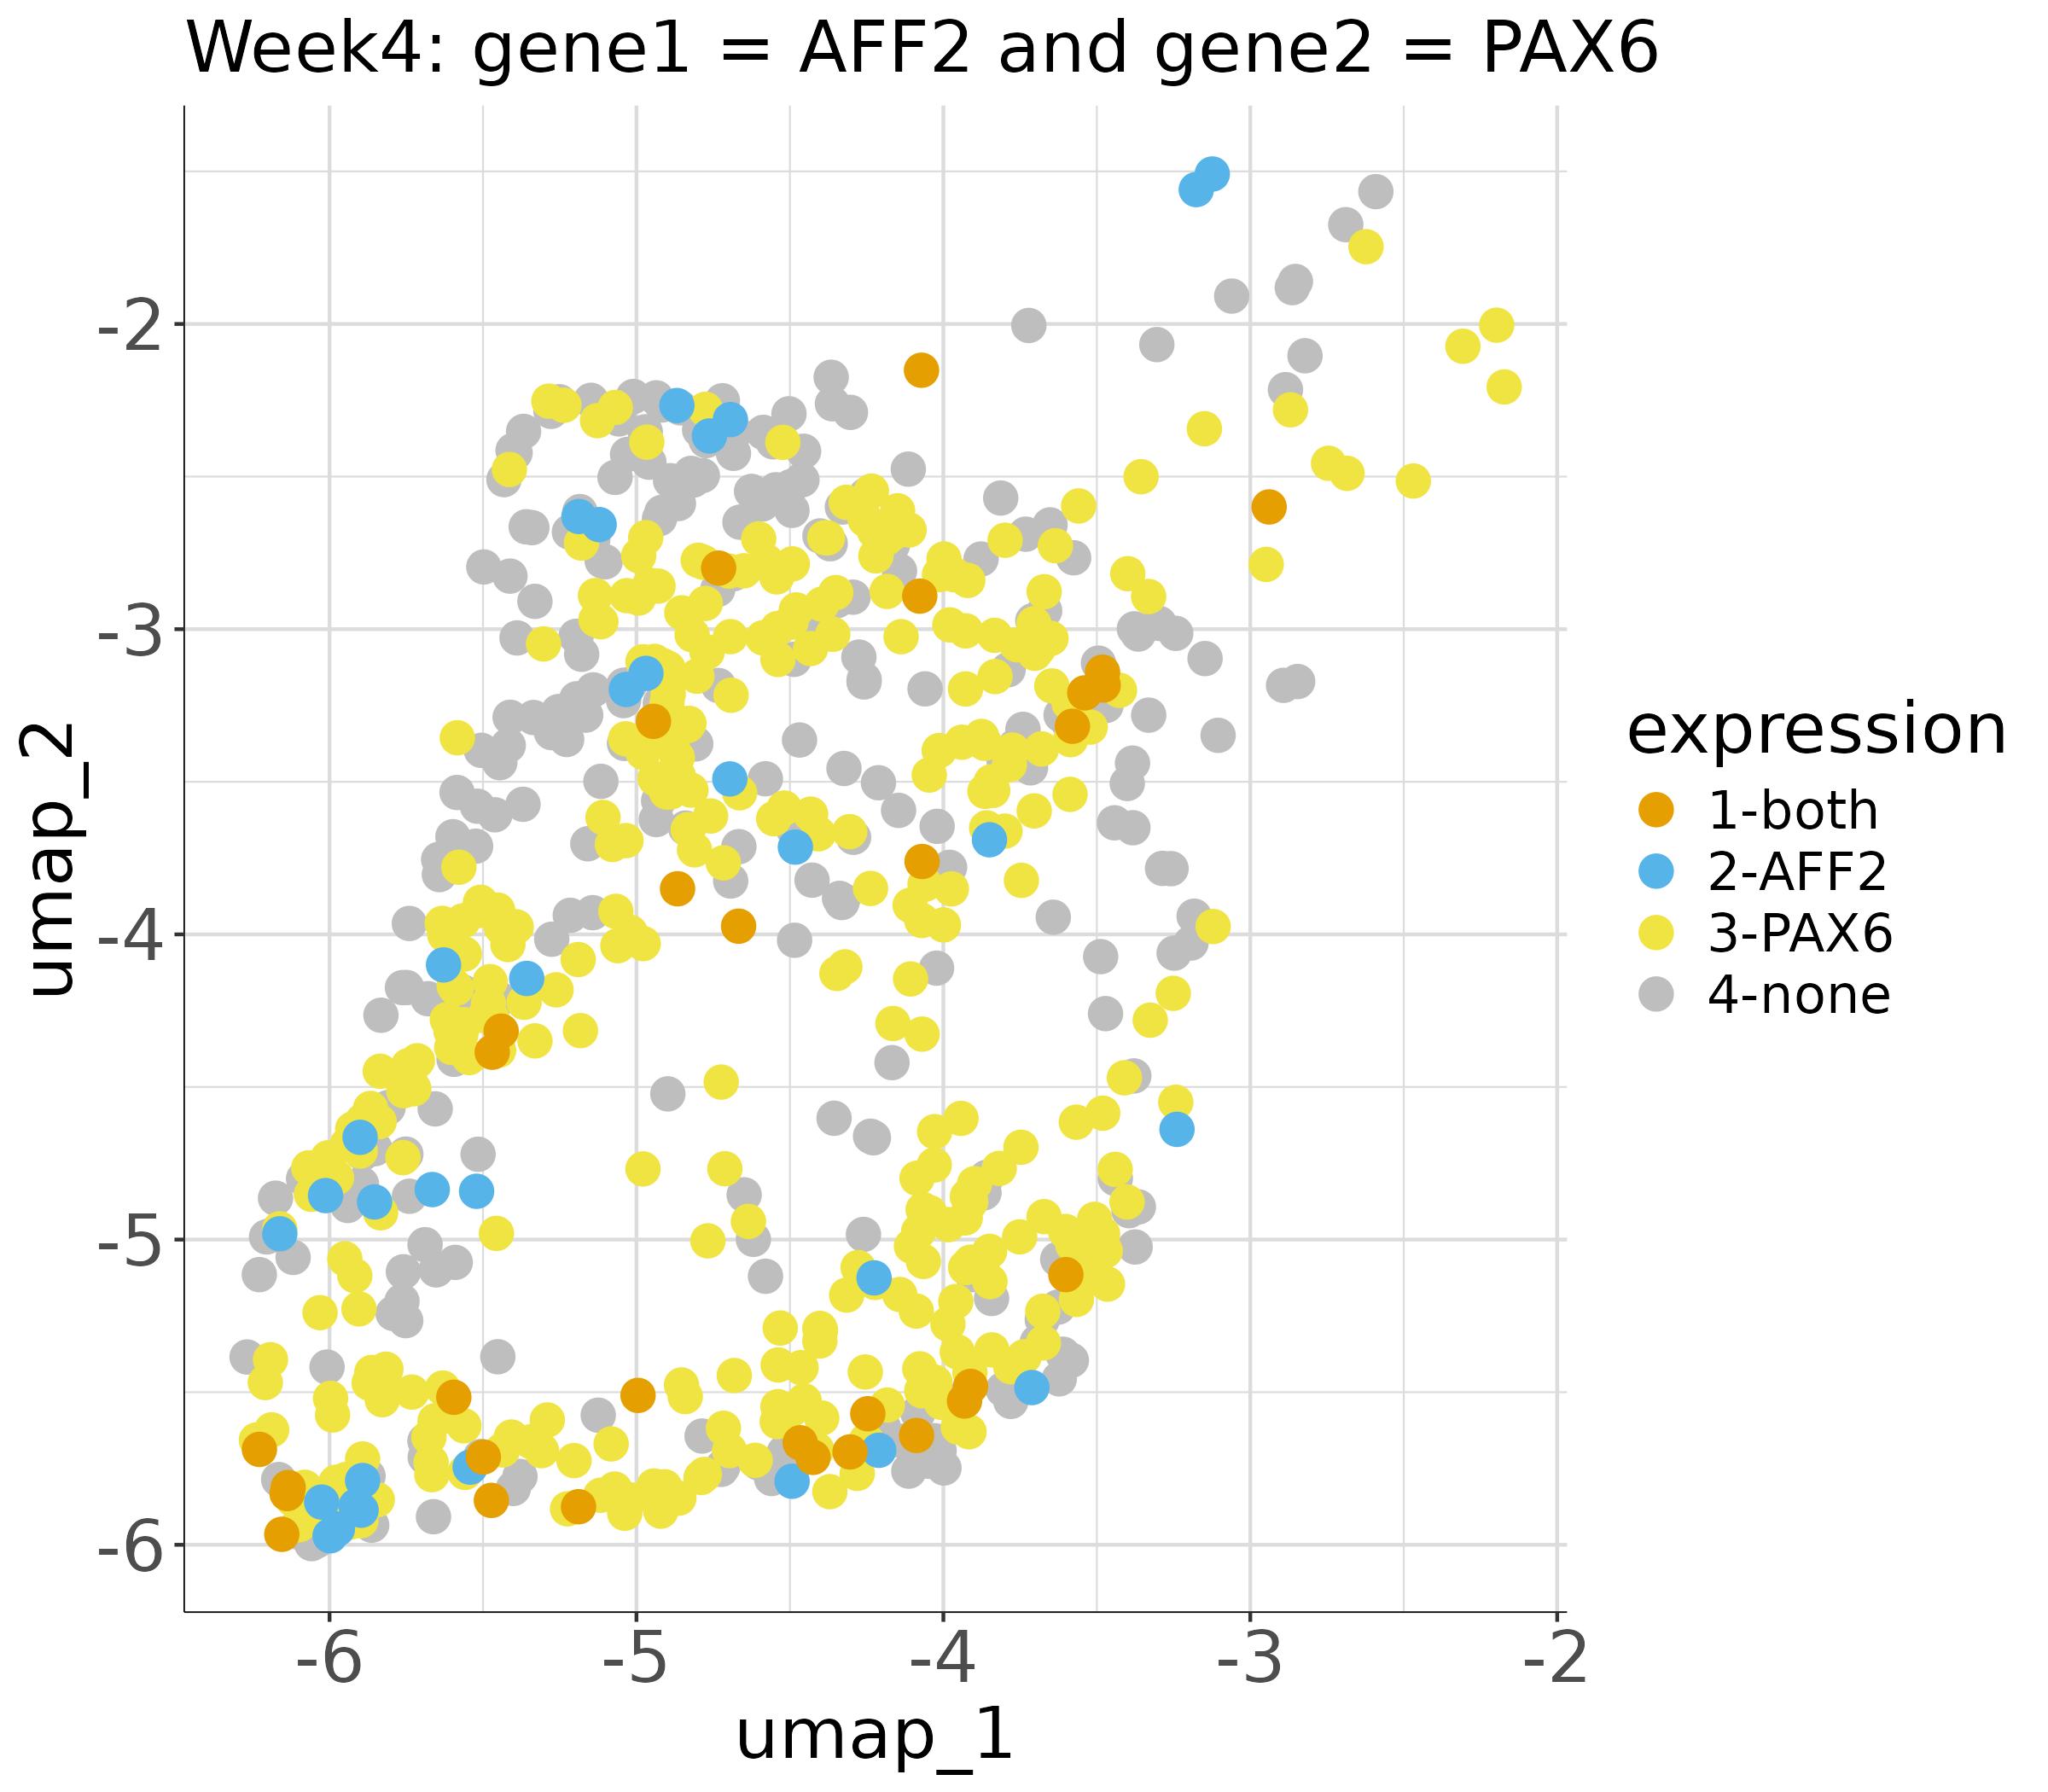 Week4: gene1 = AFF2 and gene2 = PAX6
umap_2
-2
-3
-4
-5
-6
-6 -5 -4 -3 -2
umap_1
expression
1-both
2-AFF2
3-PAX6
4-none